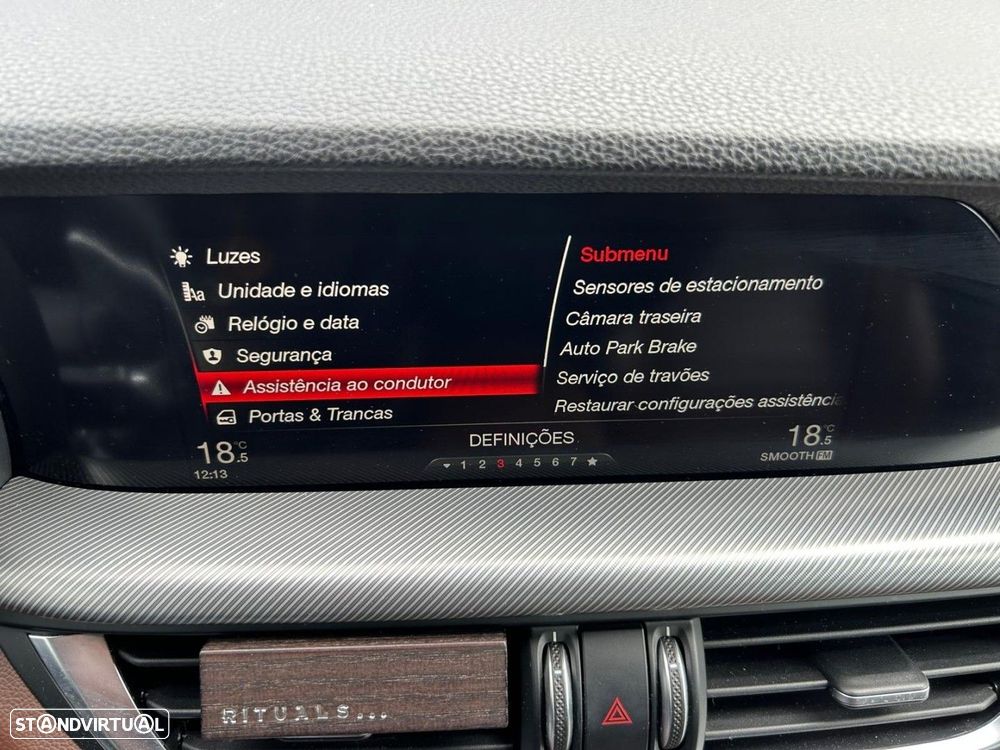 Luzes
Unidade e idiomas
Relógio e data
Segurança
Assistência ao condutor
Portas & Trancas
Submenu
Sensores de estacionamento
Câmara traseira
Auto Park Brake
Serviço de travões
Restaurar configurações assistência
18.5°C
12:13
DEFINIÇÕES
1 2 3 4 5 6 7
18.5°C
SMOOTH FM
RITUALS...
STANDVIRTUAL